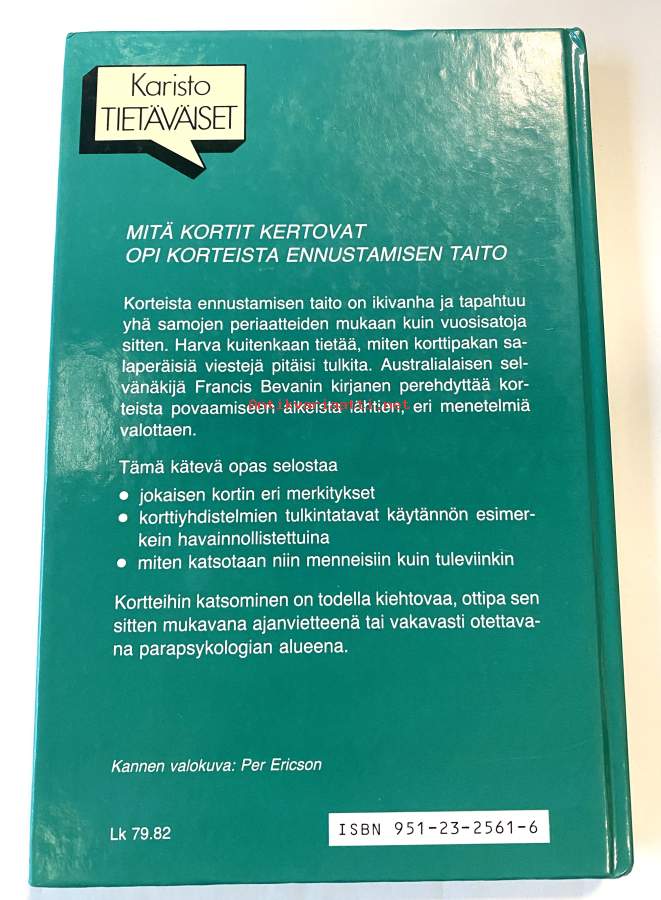 Karisto
TIETÄVÄISET
MITÄ KORTIT KERTOVAT
OPI KORTEISTA ENNUSTAMISEN TAITO
Korteista ennustamisen taito on ikivanha ja tapahtuu
yhä samojen periaatteiden mukaan kuin vuosisatoja
sitten. Harva kuitenkaan tietää, miten korttipakan sa-
laperäisiä viestejä pitäisi tulkita. Australialaisen sel-
vänäkijä Francis Bevanin kirjanen perehdyttää kor-
teista povaamiseen alkeista lähtien, eri menetelmiä
valottaen.
Tämä kätevä opas selostaa
• jokaisen kortin eri merkitykset
• korttiyhdistelmien tulkintatavat käytännön esimer-
kein havainnollistettuina
• miten katsotaan niin menneisiin kuin tuleviinkin
Kortteihin katsominen on todella kiehtovaa, ottipa sen
sitten mukavana ajanvietteenä tai vakavasti otettava-
na parapsykologian alueena.
Kannen valokuva: Per Ericson
Lk 79.82
ISBN 951-23-2561-6